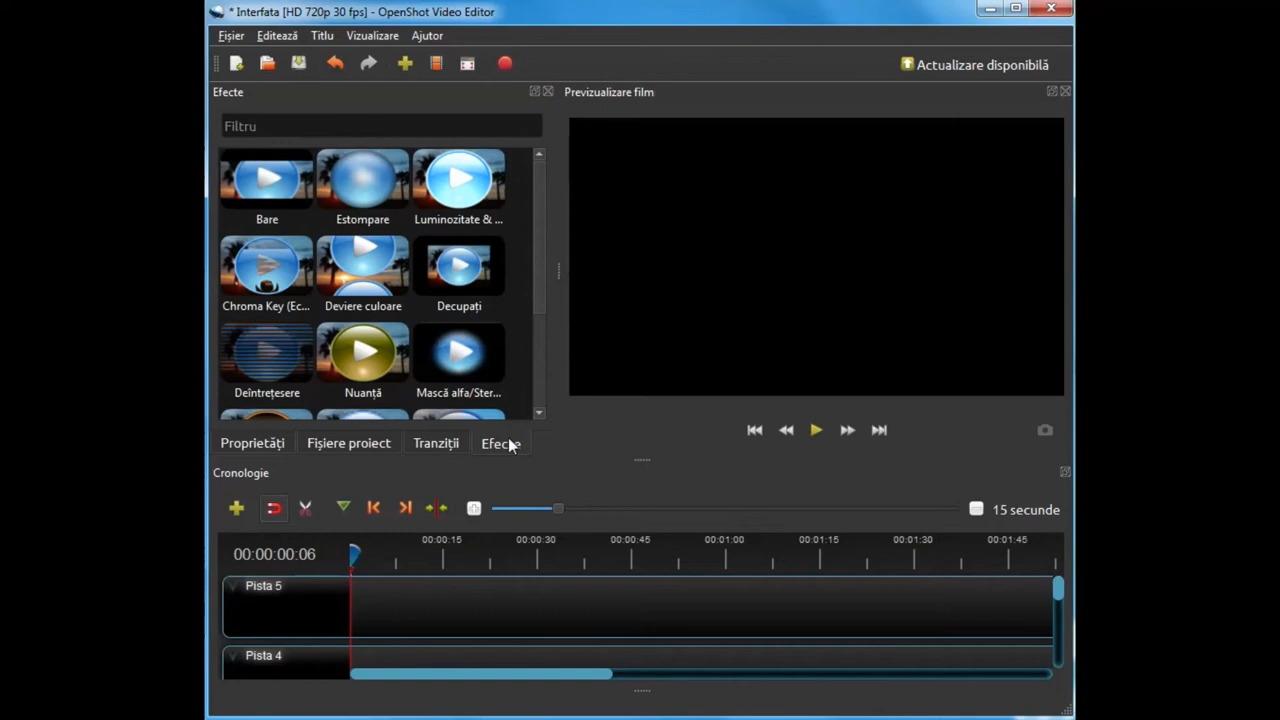 * Interfata [HD 720p 30 fps] - OpenShot Video Editor
Fișier Editează Titlu Vizualizare Ajutor
Actualizare disponibilă
Efecte
Previzualizare film
Filtru
Bare Estompare Luminozitate & ...
Chroma Key (Ec... Deviere culoare Decupați
Deîntrețesere Nuanță Mască alfa/Ster...
Proprietăți Fișiere proiect Tranziții Efecte
Cronologie
15 secunde
00:00:00:06
00:00:15 00:00:30 00:00:45 00:01:00 00:01:15 00:01:30 00:01:45
Pista 5
Pista 4